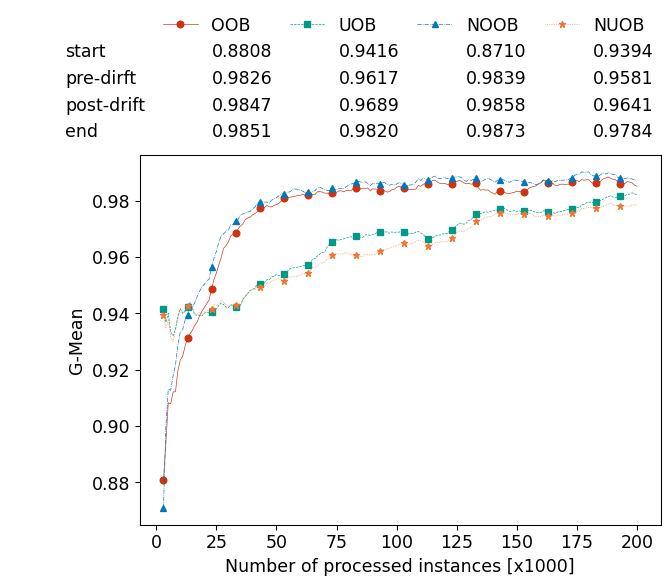 OOB UOB NOOB NUOB
start 0.8808 0.9416 0.8710 0.9394
pre-dirft 0.9826 0.9617 0.9839 0.9581
post-drift 0.9847 0.9689 0.9858 0.9641
end 0.9851 0.9820 0.9873 0.9784
G-Mean
0.98
0.96
0.94
0.92
0.90
0.88
0 25 50 75 100 125 150 175 200
Number of processed instances [x1000]